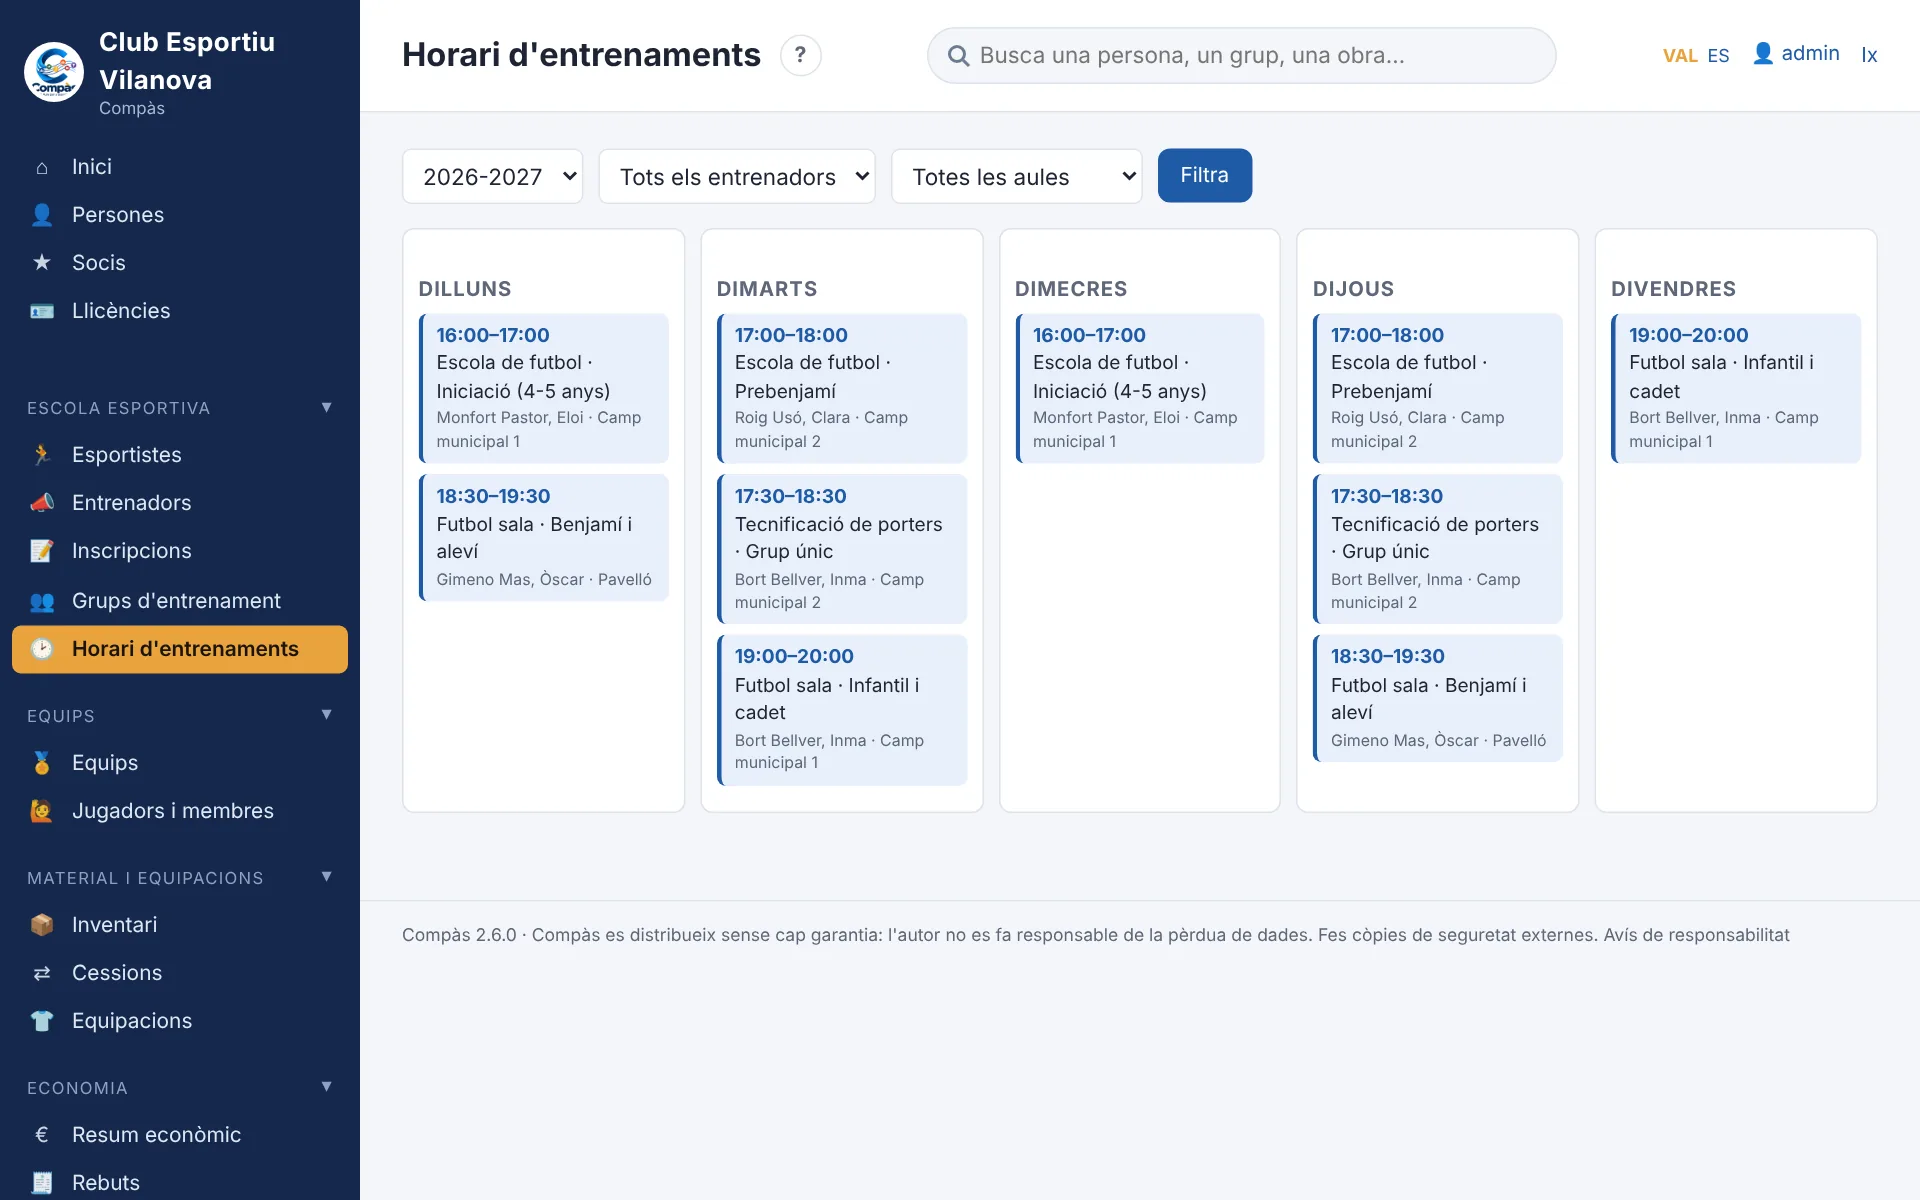 Club Esportiu
Vilanova
Compàs
Compàs
Inici
Persones
Socis
Llicències
ESCOLA ESPORTIVA ▼
Esportistes
Entrenadors
Inscripcions
Grups d'entrenament
Horari d'entrenaments
EQUIPS ▼
Equips
Jugadors i membres
MATERIAL I EQUIPACIONS ▼
Inventari
Cessions
Equipacions
ECONOMIA ▼
€ Resum econòmic
Rebuts
Horari d'entrenaments ?
Busca una persona, un grup, una obra...
VAL ES admin Ix
2026-2027 Tots els entrenadors Totes les aules Filtra
DILLUNS
16:00–17:00
Escola de futbol ·
Iniciació (4-5 anys)
Monfort Pastor, Eloi · Camp
municipal 1
18:30–19:30
Futbol sala · Benjamí i
aleví
Gimeno Mas, Òscar · Pavelló
DIMARTS
17:00–18:00
Escola de futbol ·
Prebenjamí
Roig Usó, Clara · Camp
municipal 2
17:30–18:30
Tecnificació de porters
· Grup únic
Bort Bellver, Inma · Camp
municipal 2
19:00–20:00
Futbol sala · Infantil i
cadet
Bort Bellver, Inma · Camp
municipal 1
DIMECRES
16:00–17:00
Escola de futbol ·
Iniciació (4-5 anys)
Monfort Pastor, Eloi · Camp
municipal 1
DIJOUS
17:00–18:00
Escola de futbol ·
Prebenjamí
Roig Usó, Clara · Camp
municipal 2
17:30–18:30
Tecnificació de porters
· Grup únic
Bort Bellver, Inma · Camp
municipal 2
18:30–19:30
Futbol sala · Benjamí i
aleví
Gimeno Mas, Òscar · Pavelló
DIVENDRES
19:00–20:00
Futbol sala · Infantil i
cadet
Bort Bellver, Inma · Camp
municipal 1
Compàs 2.6.0 · Compàs es distribueix sense cap garantia: l'autor no es fa responsable de la pèrdua de dades. Fes còpies de seguretat externes. Avís de responsabilitat